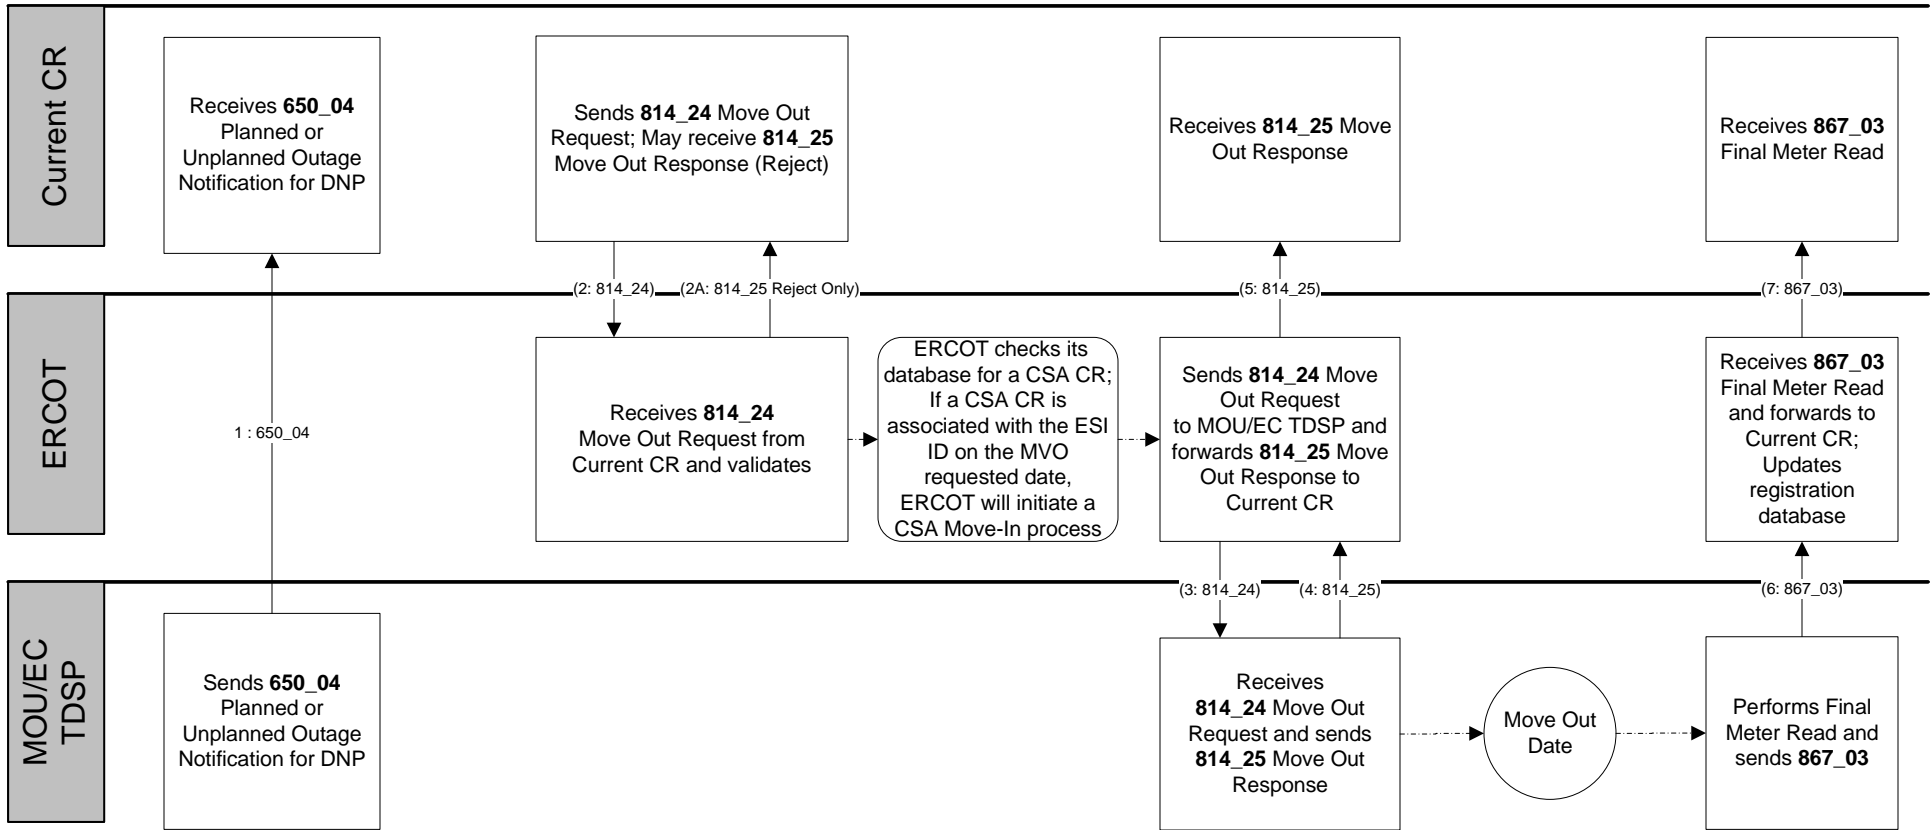 Current CR
Receives 650_04
Planned or
Unplanned Outage
Notification for DNP
Sends 814_24 Move Out
Request; May receive 814_25
Move Out Response (Reject)
Receives 814_25 Move
Out Response
Receives 867_03
Final Meter Read
(2: 814_24)
(2A: 814_25 Reject Only)
(5: 814_25)
(7: 867_03)
ERCOT
1 : 650_04
Receives 814_24
Move Out Request from
Current CR and validates
ERCOT checks its
database for a CSA CR;
If a CSA CR is
associated with the ESI
ID on the MVO
requested date,
ERCOT will initiate a
CSA Move-In process
Sends 814_24 Move
Out Request
to MOU/EC TDSP and
forwards 814_25 Move
Out Response to
Current CR
Receives 867_03
Final Meter Read
and forwards to
Current CR;
Updates
registration
database
(3: 814_24)
(4: 814_25)
(6: 867_03)
MOU/EC
TDSP
Sends 650_04
Planned or
Unplanned Outage
Notification for DNP
Receives
814_24 Move Out
Request and sends
814_25 Move Out
Response
Move Out
Date
Performs Final
Meter Read and
sends 867_03